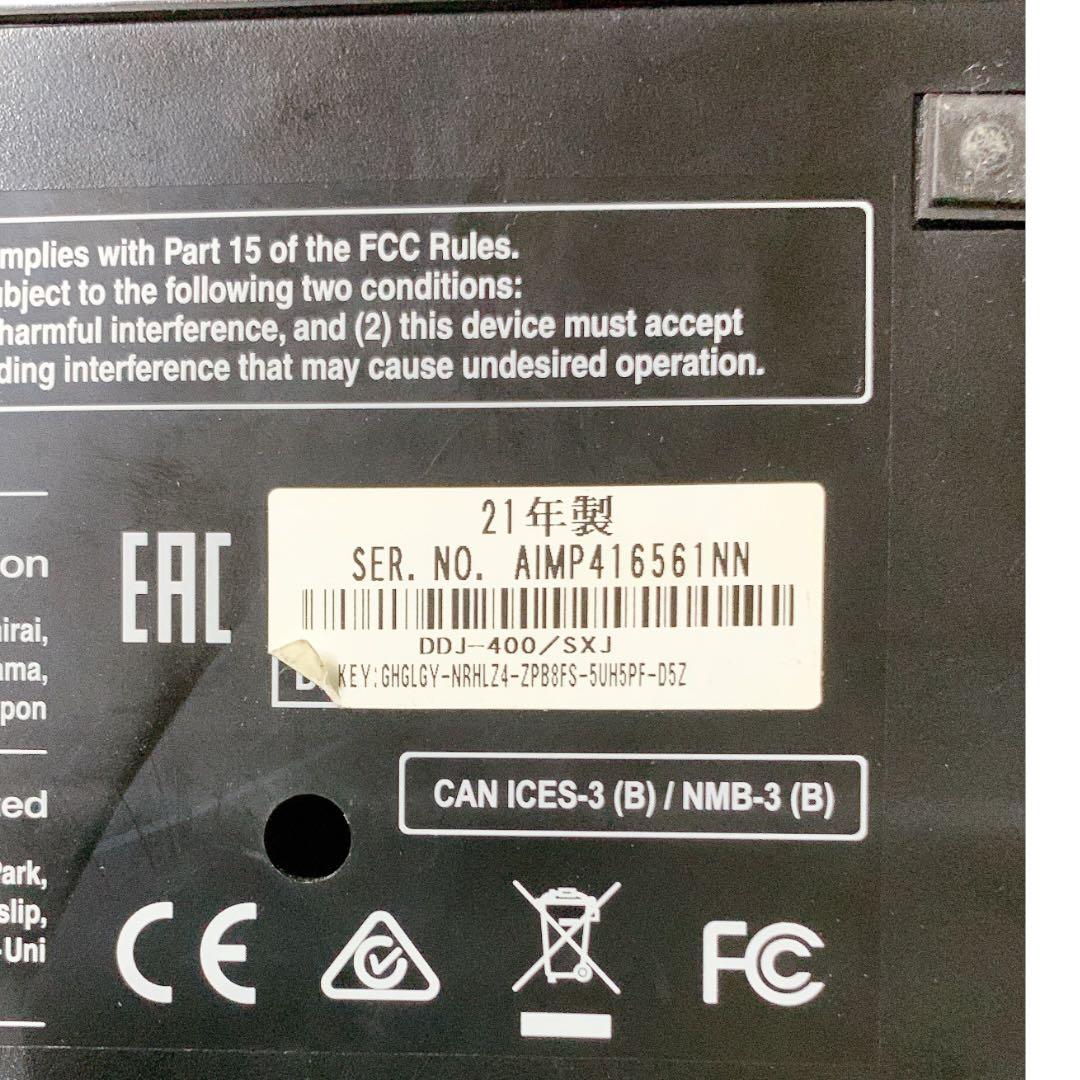 mplies with Part 15 of the FCC Rules.
bject to the following two conditions:
harmful interference, and (2) this device must accept
ding interference that may cause undesired operation.
on
irai,
ama,
pon
ed
Park,
slip,
-Uni
EAC
21年製
SER. NO. AIMP416561NN
DDJ-400/SXJ
KEY:GHGLGY-NRHLZ4-ZPB8FS-5UH5PF-D5Z
CAN ICES-3 (B) / NMB-3 (B)
CE
FC